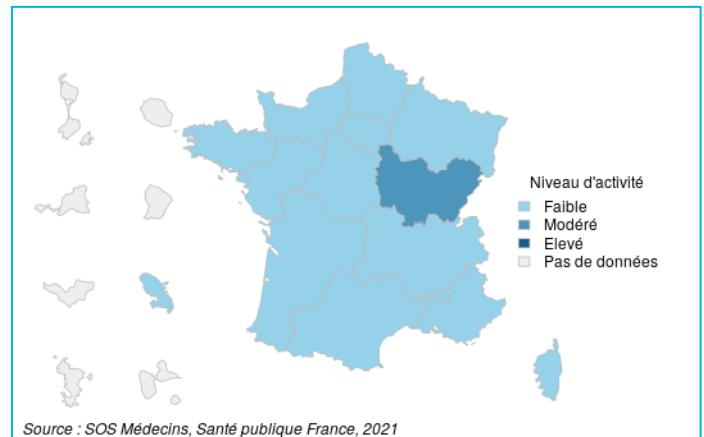 Niveau d'activité
Faible
Modéré
Elevé
Pas de données
Source : SOS Médecins, Santé publique France, 2021